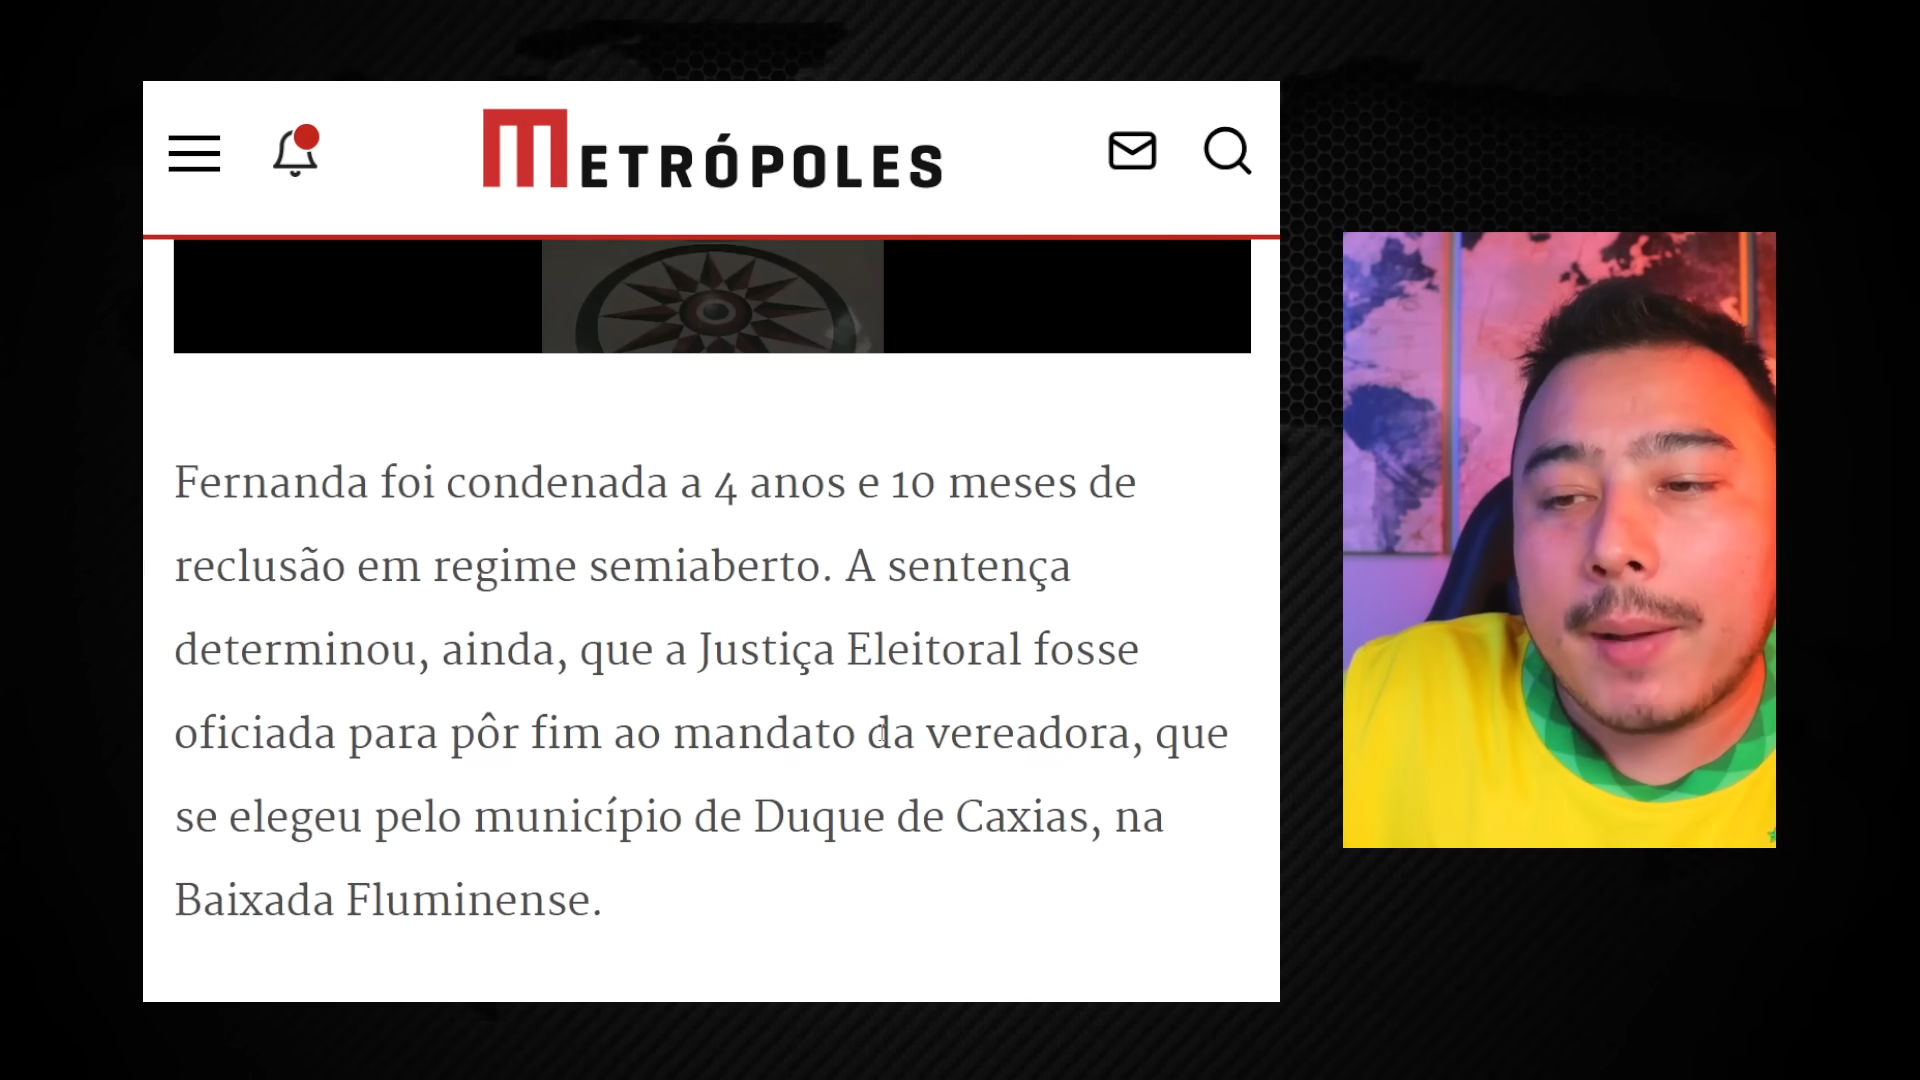 METRÓPOLES
Fernanda foi condenada a 4 anos e 10 meses de
reclusão em regime semiaberto. A sentença
determinou, ainda, que a Justiça Eleitoral fosse
oficiada para pôr fim ao mandato da vereadora, que
se elegeu pelo município de Duque de Caxias, na
Baixada Fluminense.